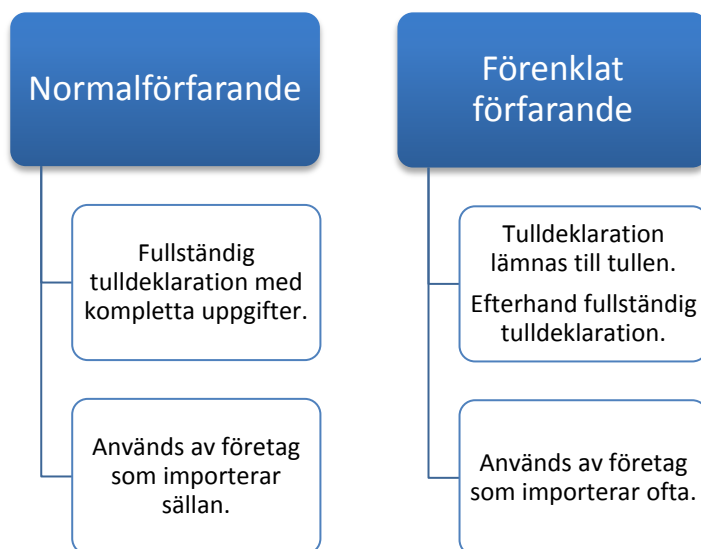 Normalförfarande
Fullständig
tulldeklaration med
kompletta uppgifter.
Används av företag
som importerar
sällan.
Förenklat
förfarande
Tulldeklaration
lämnas till tullen.
Efterhand fullständig
tulldeklaration.
Används av företag
som importerar ofta.